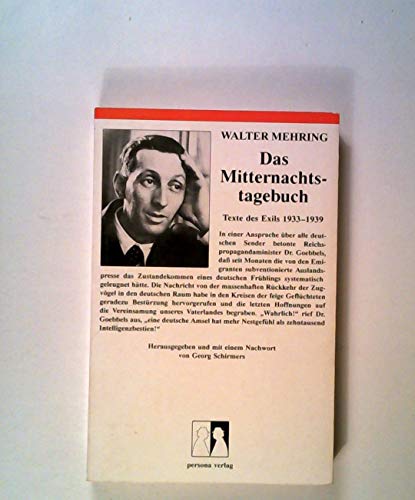 WALTER MEHRING
Das
Mitternachts-
tagebuch
Texte des Exils 1933–1939
In einer Ansprache über alle deut-
schen Sender betonte Reichs-
propagandaminister Dr. Goebbels,
daß seit Monaten die von den Emi-
granten subventionierte Auslands-
presse das Zustandekommen eines deutschen Frühlings systematisch
geleugnet hätte. Die Nachricht von der massenhaften Rückkehr der Zug-
vögel in den deutschen Raum habe in den Kreisen der feige Geflüchteten
geradezu Bestürzung hervorgerufen und die letzten Hoffnungen auf
die Vereinsamung unseres Vaterlandes begraben. „Wahrlich!“ rief Dr.
Goebbels aus, „eine deutsche Amsel hat mehr Nestgefühl als zehntausend
Intelligenzbestien!“
Herausgegeben und mit einem Nachwort
von Georg Schirmers
persona verlag